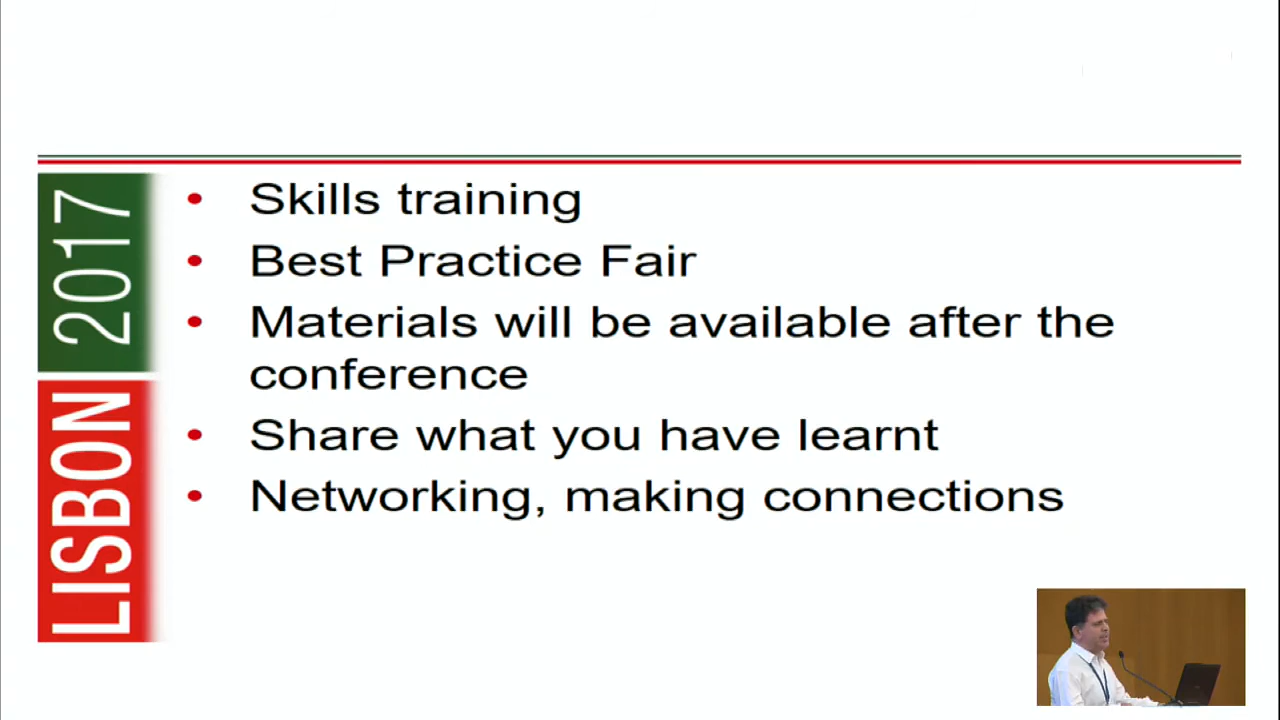 LISBON 2017
Skills training
Best Practice Fair
Materials will be available after the
conference
Share what you have learnt
Networking, making connections